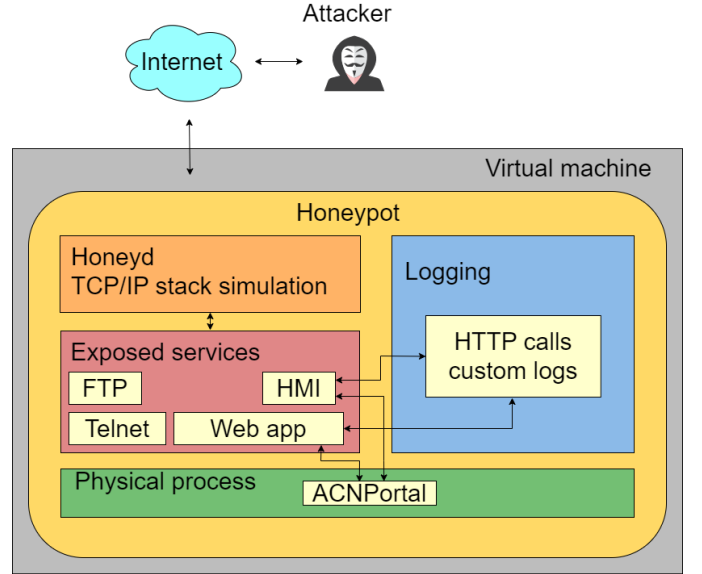 Attacker
Internet
Virtual machine
Honeypot
Honeyd
TCP/IP stack simulation
Logging
HTTP calls
custom logs
Exposed services
FTP
HMI
Telnet
Web app
Physical process
ACNPortal